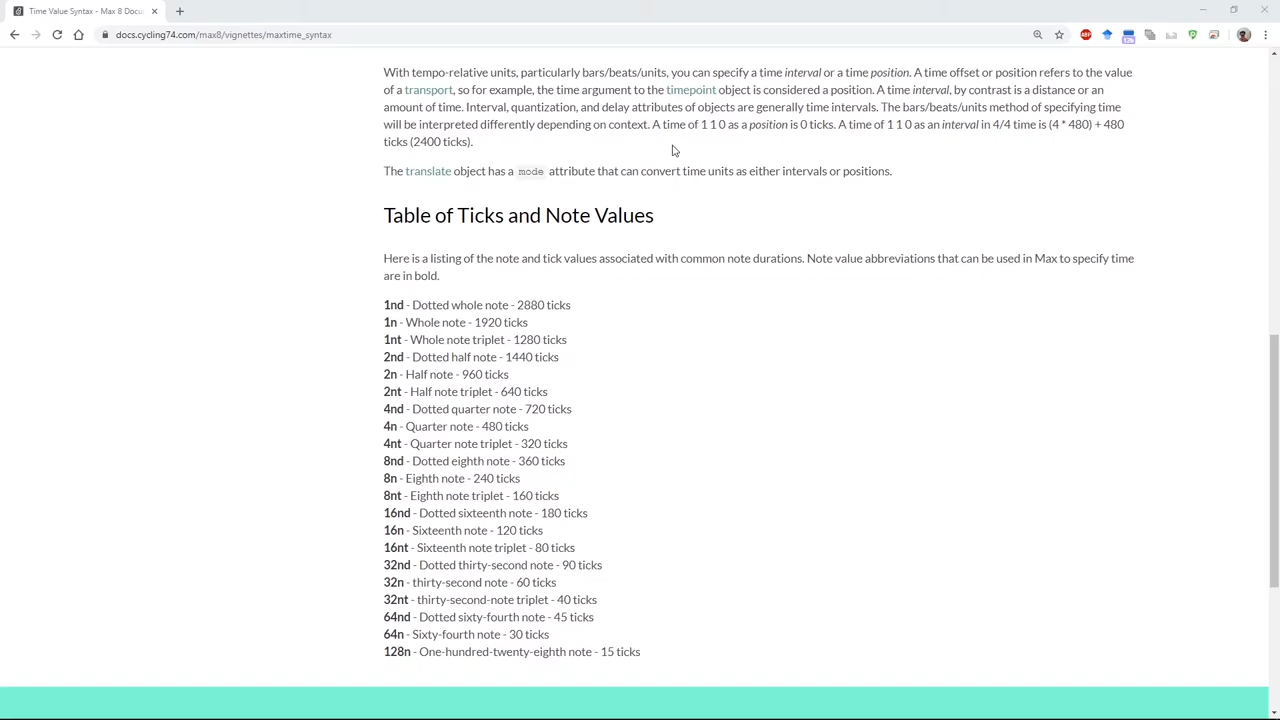 Time Value Syntax - Max 8 Docu
docs.cycling74.com/max8/vignettes/maxtime_syntax
ABP
With tempo-relative units, particularly bars/beats/units, you can specify a time interval or a time position. A time offset or position refers to the value
of a transport, so for example, the time argument to the timepoint object is considered a position. A time interval, by contrast is a distance or an
amount of time. Interval, quantization, and delay attributes of objects are generally time intervals. The bars/beats/units method of specifying time
will be interpreted differently depending on context. A time of 1 1 0 as a position is 0 ticks. A time of 1 1 0 as an interval in 4/4 time is (4 * 480) + 480
ticks (2400 ticks).
The translate object has a mode attribute that can convert time units as either intervals or positions.
Table of Ticks and Note Values
Here is a listing of the note and tick values associated with common note durations. Note value abbreviations that can be used in Max to specify time
are in bold.
1nd - Dotted whole note - 2880 ticks
1n - Whole note - 1920 ticks
1nt - Whole note triplet - 1280 ticks
2nd - Dotted half note - 1440 ticks
2n - Half note - 960 ticks
2nt - Half note triplet - 640 ticks
4nd - Dotted quarter note - 720 ticks
4n - Quarter note - 480 ticks
4nt - Quarter note triplet - 320 ticks
8nd - Dotted eighth note - 360 ticks
8n - Eighth note - 240 ticks
8nt - Eighth note triplet - 160 ticks
16nd - Dotted sixteenth note - 180 ticks
16n - Sixteenth note - 120 ticks
16nt - Sixteenth note triplet - 80 ticks
32nd - Dotted thirty-second note - 90 ticks
32n - thirty-second note - 60 ticks
32nt - thirty-second-note triplet - 40 ticks
64nd - Dotted sixty-fourth note - 45 ticks
64n - Sixty-fourth note - 30 ticks
128n - One-hundred-twenty-eighth note - 15 ticks